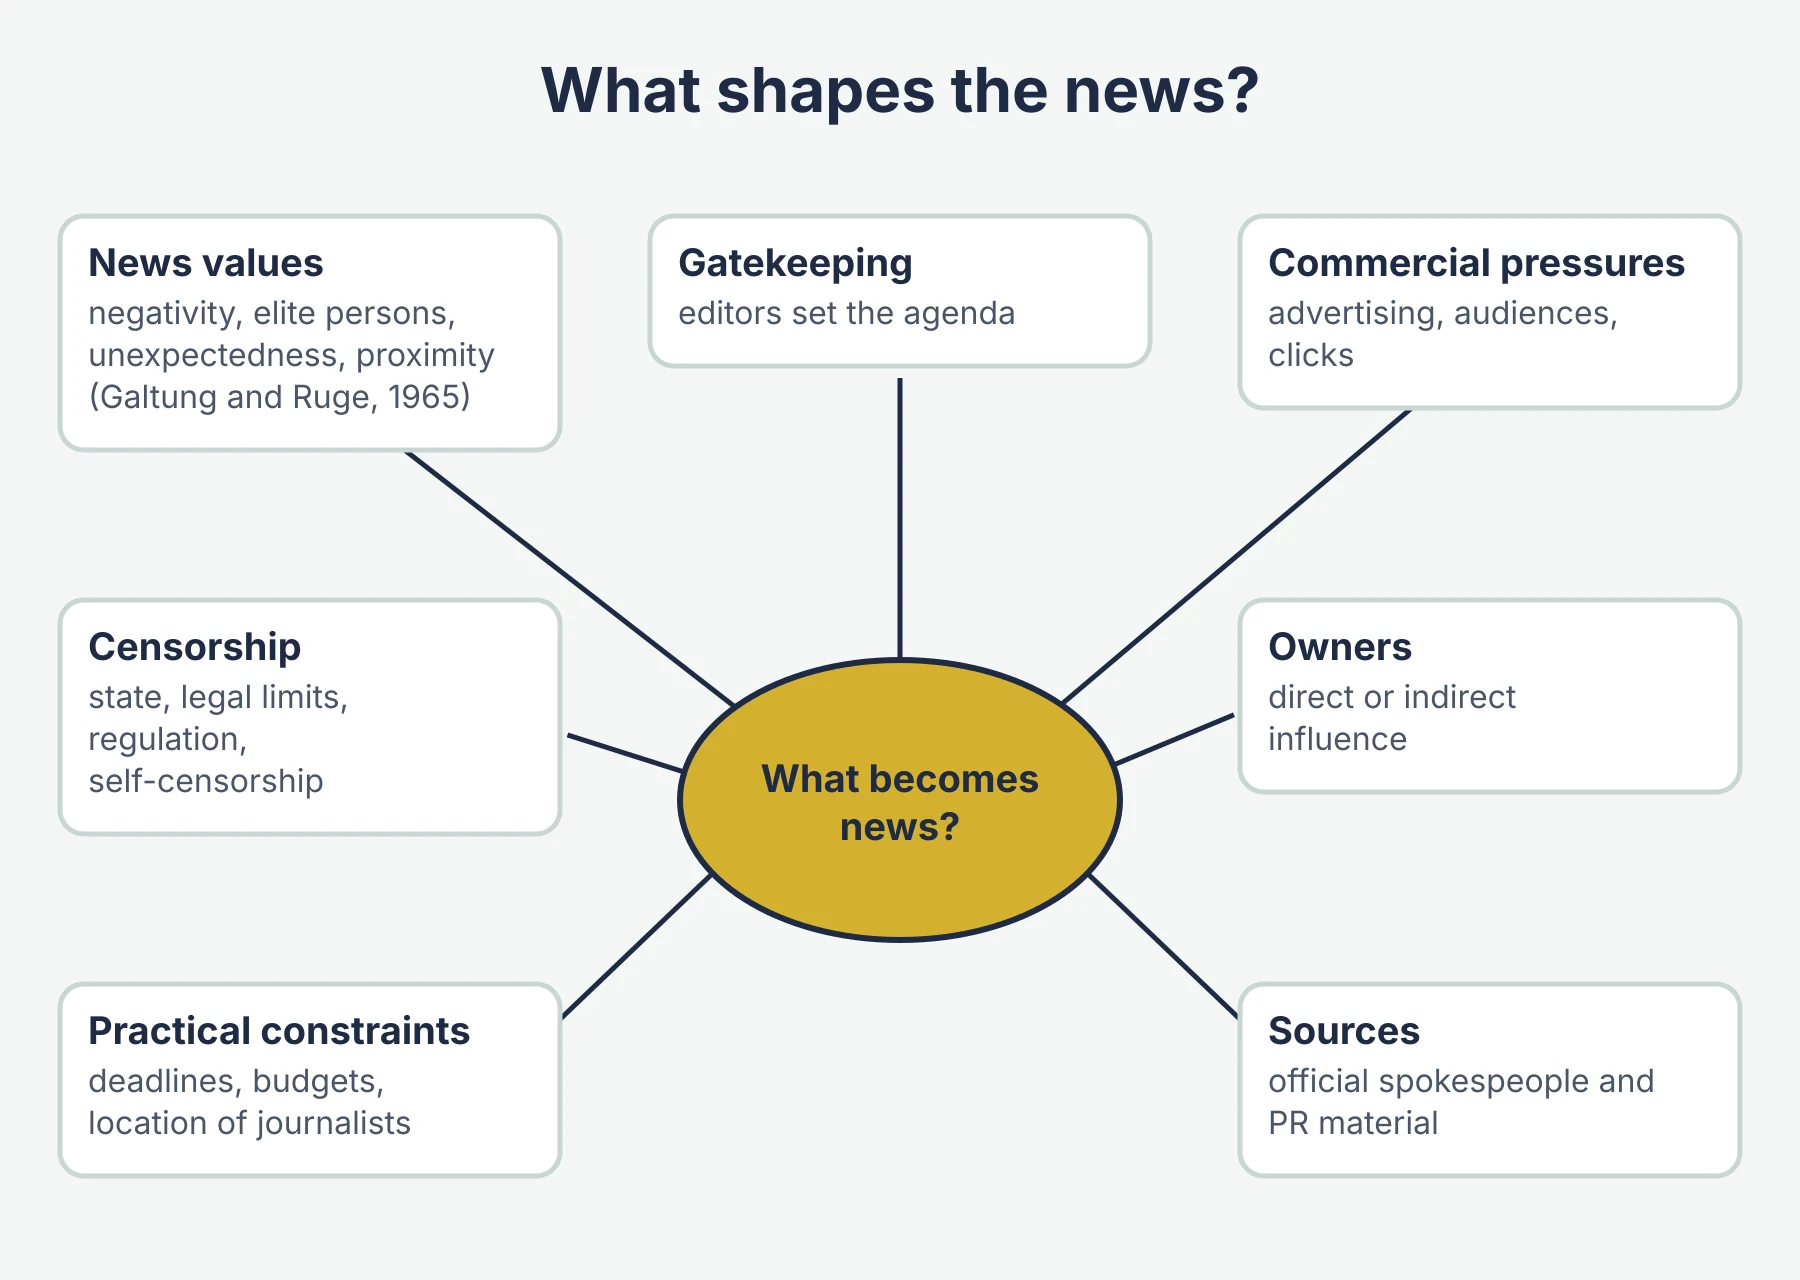 What shapes the news?
News values
negativity, elite persons,
unexpectedness, proximity
(Galtung and Ruge, 1965)
Gatekeeping
editors set the agenda
Commercial pressures
advertising, audiences,
clicks
Censorship
state, legal limits,
regulation,
self-censorship
What becomes
news?
Owners
direct or indirect
influence
Practical constraints
deadlines, budgets,
location of journalists
Sources
official spokespeople and
PR material